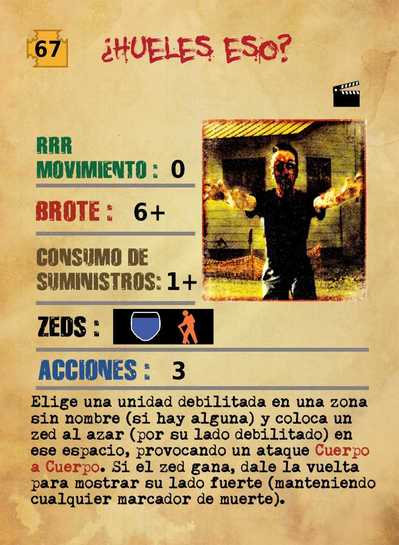 67
¿HUELES ESO?
RRR
MOVIMIENTO : 0
BROTE : 6+
CONSUMO DE
SUMINISTROS: 1+
ZEDS :
ACCIONES : 3
Elige una unidad debilitada en una zona
sin nombre (si hay alguna) y coloca un
zed al azar (por su lado debilitado) en
ese espacio, provocando un ataque Cuerpo
a Cuerpo. Si el zed gana, dale la vuelta
para mostrar su lado fuerte (manteniendo
cualquier marcador de muerte).